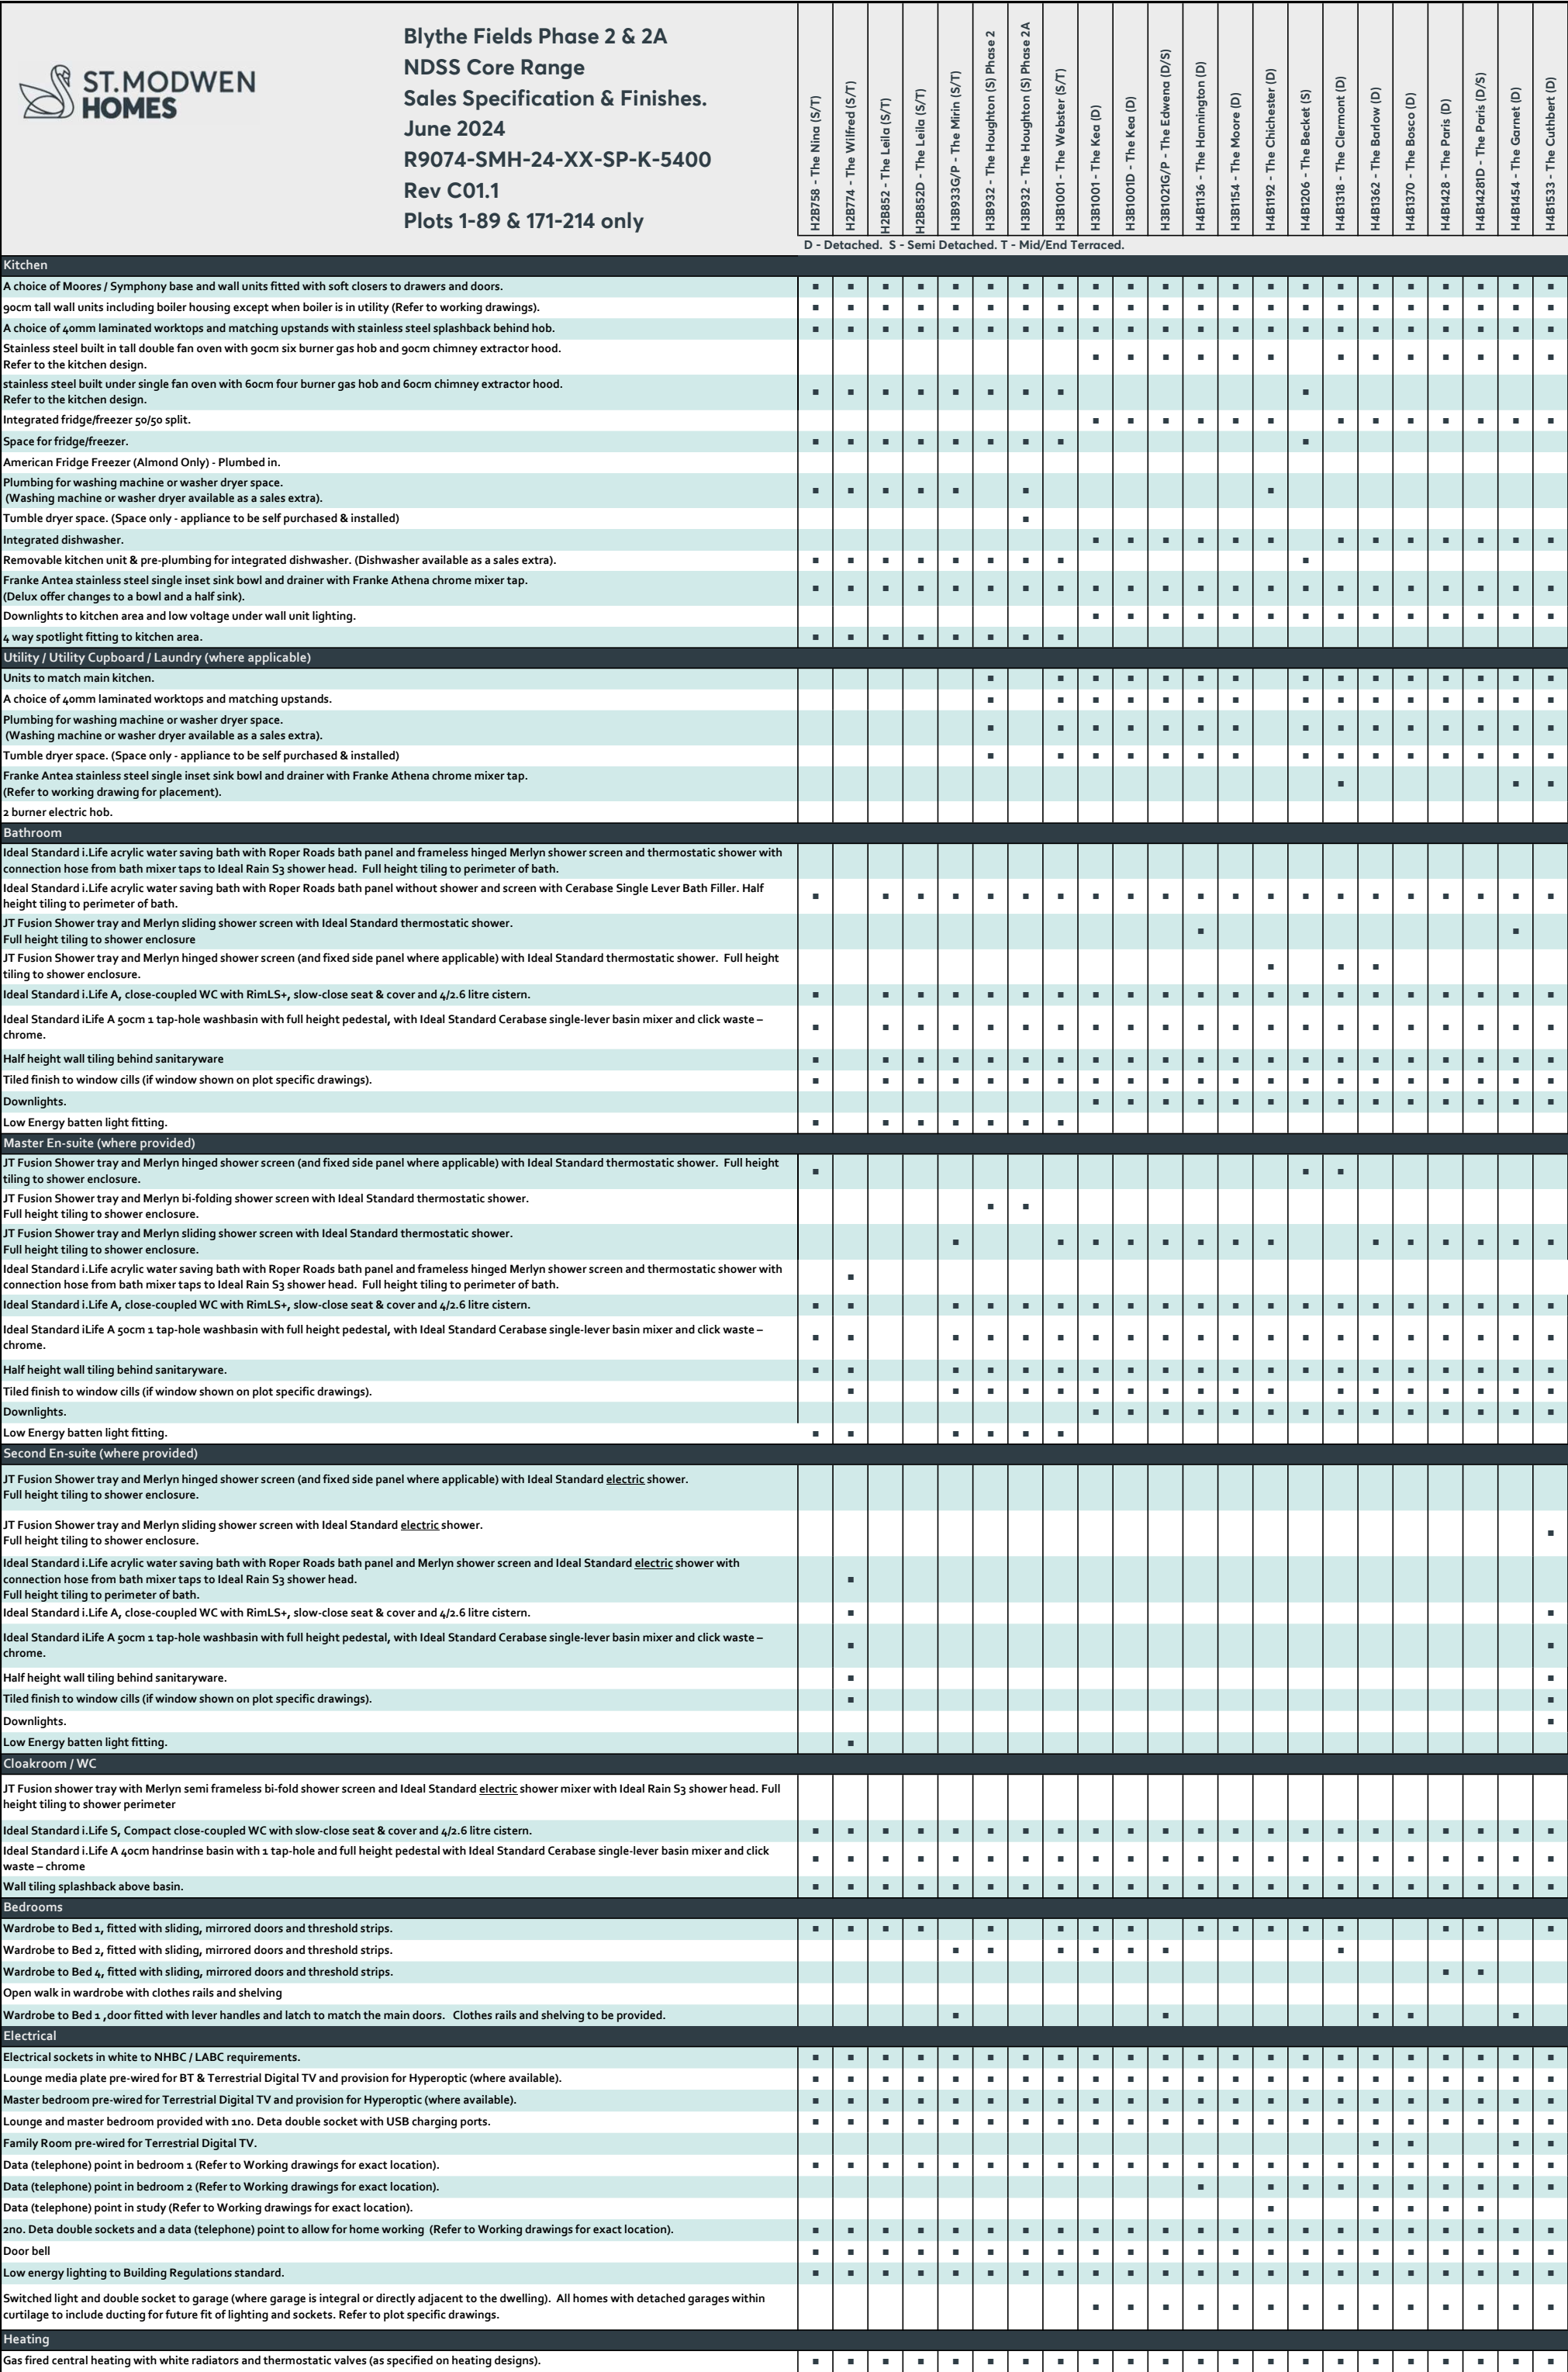 ST.MODWEN
HOMES
Blythe Fields Phase 2 & 2A
NDSS Core Range
Sales Specification & Finishes.
June 2024
R9074-SMH-24-XX-SP-K-5400
Rev C01.1
Plots 1-89 & 171-214 only
H2B758 - The Nina (S/T)
H2B774 - The Wilfred (S/T)
H2B852 - The Leila (S/T)
H2B852D - The Leila (S/T)
H3B933G/P - The Mirin (S/T)
H3B932 - The Houghton (S) Phase 2
H3B932 - The Houghton (S) Phase 2A
H3B1001 - The Webster (S/T)
H3B1001 - The Kea (D)
H3B1001D - The Kea (D)
H3B1021G/P - The Edwena (D/S)
H4B1136 - The Hannington (D)
H3B1154 - The Moore (D)
H4B1192 - The Chichester (D)
H4B1206 - The Becket (S)
H4B1318 - The Clermont (D)
H4B1362 - The Barlow (D)
H4B1370 - The Bosco (D)
H4B1428 - The Paris (D)
H4B14281D - The Paris (D/S)
H4B1454 - The Garnet (D)
H4B1533 - The Cuthbert (D)
D - Detached. S - Semi Detached. T - Mid/End Terraced.
Kitchen
A choice of Moores / Symphony base and wall units fitted with soft closers to drawers and doors.
90cm tall wall units including boiler housing except when boiler is in utility (Refer to working drawings).
A choice of 40mm laminated worktops and matching upstands with stainless steel splashback behind hob.
Stainless steel built in tall double fan oven with 90cm six burner gas hob and 90cm chimney extractor hood.
Refer to the kitchen design.
stainless steel built under single fan oven with 60cm four burner gas hob and 60cm chimney extractor hood.
Refer to the kitchen design.
Integrated fridge/freezer 50/50 split.
Space for fridge/freezer.
American Fridge Freezer (Almond Only) - Plumbed in.
Plumbing for washing machine or washer dryer space.
(Washing machine or washer dryer available as a sales extra).
Tumble dryer space. (Space only - appliance to be self purchased & installed)
Integrated dishwasher.
Removable kitchen unit & pre-plumbing for integrated dishwasher. (Dishwasher available as a sales extra).
Franke Antea stainless steel single inset sink bowl and drainer with Franke Athena chrome mixer tap.
(Delux offer changes to a bowl and a half sink).
Downlights to kitchen area and low voltage under wall unit lighting.
4 way spotlight fitting to kitchen area.
Utility / Utility Cupboard / Laundry (where applicable)
Units to match main kitchen.
A choice of 40mm laminated worktops and matching upstands.
Plumbing for washing machine or washer dryer space.
(Washing machine or washer dryer available as a sales extra).
Tumble dryer space. (Space only - appliance to be self purchased & installed)
Franke Antea stainless steel single inset sink bowl and drainer with Franke Athena chrome mixer tap.
(Refer to working drawing for placement).
2 burner electric hob.
Bathroom
Ideal Standard i.Life acrylic water saving bath with Roper Roads bath panel and frameless hinged Merlyn shower screen and thermostatic shower with
connection hose from bath mixer taps to Ideal Rain S3 shower head. Full height tiling to perimeter of bath.
Ideal Standard i.Life acrylic water saving bath with Roper Roads bath panel without shower and screen with Cerabase Single Lever Bath Filler. Half
height tiling to perimeter of bath.
JT Fusion Shower tray and Merlyn sliding shower screen with Ideal Standard thermostatic shower.
Full height tiling to shower enclosure
JT Fusion Shower tray and Merlyn hinged shower screen (and fixed side panel where applicable) with Ideal Standard thermostatic shower. Full height
tiling to shower enclosure.
Ideal Standard i.Life A, close-coupled WC with RimLS+, slow-close seat & cover and 4/2.6 litre cistern.
Ideal Standard iLife A 50cm 1 tap-hole washbasin with full height pedestal, with Ideal Standard Cerabase single-lever basin mixer and click waste –
chrome.
Half height wall tiling behind sanitaryware
Tiled finish to window cills (if window shown on plot specific drawings).
Downlights.
Low Energy batten light fitting.
Master En-suite (where provided)
JT Fusion Shower tray and Merlyn hinged shower screen (and fixed side panel where applicable) with Ideal Standard thermostatic shower. Full height
tiling to shower enclosure.
JT Fusion Shower tray and Merlyn bi-folding shower screen with Ideal Standard thermostatic shower.
Full height tiling to shower enclosure.
JT Fusion Shower tray and Merlyn sliding shower screen with Ideal Standard thermostatic shower.
Full height tiling to shower enclosure.
Ideal Standard i.Life acrylic water saving bath with Roper Roads bath panel and frameless hinged Merlyn shower screen and thermostatic shower with
connection hose from bath mixer taps to Ideal Rain S3 shower head. Full height tiling to perimeter of bath.
Ideal Standard i.Life A, close-coupled WC with RimLS+, slow-close seat & cover and 4/2.6 litre cistern.
Ideal Standard iLife A 50cm 1 tap-hole washbasin with full height pedestal, with Ideal Standard Cerabase single-lever basin mixer and click waste –
chrome.
Half height wall tiling behind sanitaryware.
Tiled finish to window cills (if window shown on plot specific drawings).
Downlights.
Low Energy batten light fitting.
Second En-suite (where provided)
JT Fusion Shower tray and Merlyn hinged shower screen (and fixed side panel where applicable) with Ideal Standard electric shower.
Full height tiling to shower enclosure.
JT Fusion Shower tray and Merlyn sliding shower screen with Ideal Standard electric shower.
Full height tiling to shower enclosure.
Ideal Standard i.Life acrylic water saving bath with Roper Roads bath panel and Merlyn shower screen and Ideal Standard electric shower with
connection hose from bath mixer taps to Ideal Rain S3 shower head.
Full height tiling to perimeter of bath.
Ideal Standard i.Life A, close-coupled WC with RimLS+, slow-close seat & cover and 4/2.6 litre cistern.
Ideal Standard iLife A 50cm 1 tap-hole washbasin with full height pedestal, with Ideal Standard Cerabase single-lever basin mixer and click waste –
chrome.
Half height wall tiling behind sanitaryware.
Tiled finish to window cills (if window shown on plot specific drawings).
Downlights.
Low Energy batten light fitting.
Cloakroom / WC
JT Fusion shower tray with Merlyn semi frameless bi-fold shower screen and Ideal Standard electric shower mixer with Ideal Rain S3 shower head. Full
height tiling to shower perimeter
Ideal Standard i.Life S, Compact close-coupled WC with slow-close seat & cover and 4/2.6 litre cistern.
Ideal Standard i.Life A 40cm handrinse basin with 1 tap-hole and full height pedestal with Ideal Standard Cerabase single-lever basin mixer and click
waste – chrome
Wall tiling splashback above basin.
Bedrooms
Wardrobe to Bed 1, fitted with sliding, mirrored doors and threshold strips.
Wardrobe to Bed 2, fitted with sliding, mirrored doors and threshold strips.
Wardrobe to Bed 4, fitted with sliding, mirrored doors and threshold strips.
Open walk in wardrobe with clothes rails and shelving
Wardrobe to Bed 1 ,door fitted with lever handles and latch to match the main doors. Clothes rails and shelving to be provided.
Electrical
Electrical sockets in white to NHBC / LABC requirements.
Lounge media plate pre-wired for BT & Terrestrial Digital TV and provision for Hyperoptic (where available).
Master bedroom pre-wired for Terrestrial Digital TV and provision for Hyperoptic (where available).
Lounge and master bedroom provided with 1no. Deta double socket with USB charging ports.
Family Room pre-wired for Terrestrial Digital TV.
Data (telephone) point in bedroom 1 (Refer to Working drawings for exact location).
Data (telephone) point in bedroom 2 (Refer to Working drawings for exact location).
Data (telephone) point in study (Refer to Working drawings for exact location).
2no. Deta double sockets and a data (telephone) point to allow for home working (Refer to Working drawings for exact location).
Door bell
Low energy lighting to Building Regulations standard.
Switched light and double socket to garage (where garage is integral or directly adjacent to the dwelling). All homes with detached garages within
curtilage to include ducting for future fit of lighting and sockets. Refer to plot specific drawings.
Heating
Gas fired central heating with white radiators and thermostatic valves (as specified on heating designs).